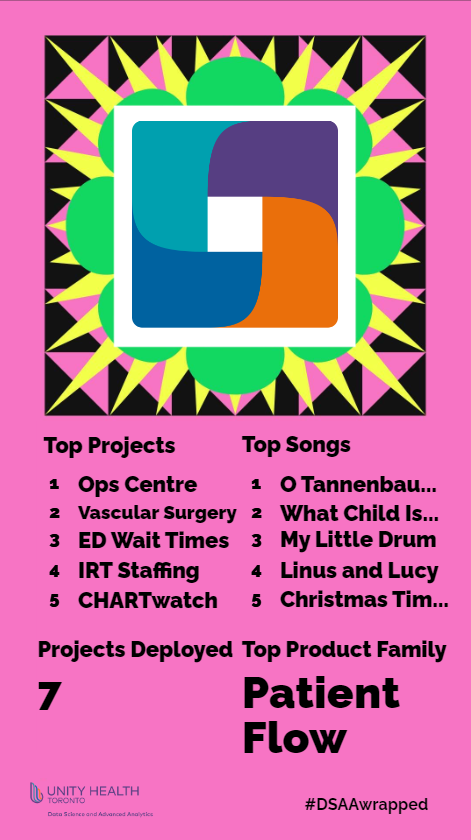 Top Projects
1 Ops Centre
2 Vascular Surgery
3 ED Wait Times
4 IRT Staffing
5 CHARTwatch
Top Songs
1 O Tannenbau...
2 What Child Is...
3 My Little Drum
4 Linus and Lucy
5 Christmas Tim...
Projects Deployed
7
Top Product Family
Patient
Flow
UNITY HEALTH
TORONTO
Data Science and Advanced Analytics
#DSAAwrapped